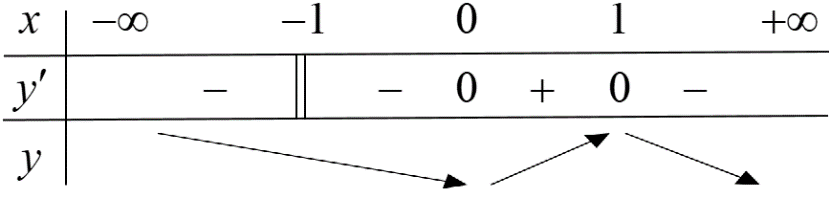 x −∞ −1 0 1 +∞
y′ − − 0 + 0 −
y